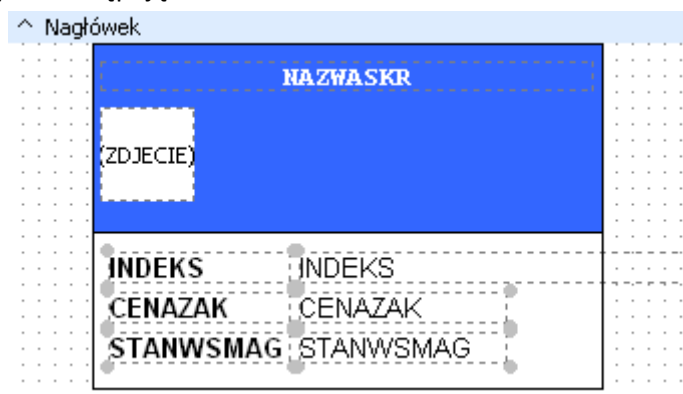 Nagłówek
NAZWASKR
(ZDJECIE)
INDEKS INDEKS
CENAZAK CENAZAK
STANWSMAG STANWSMAG